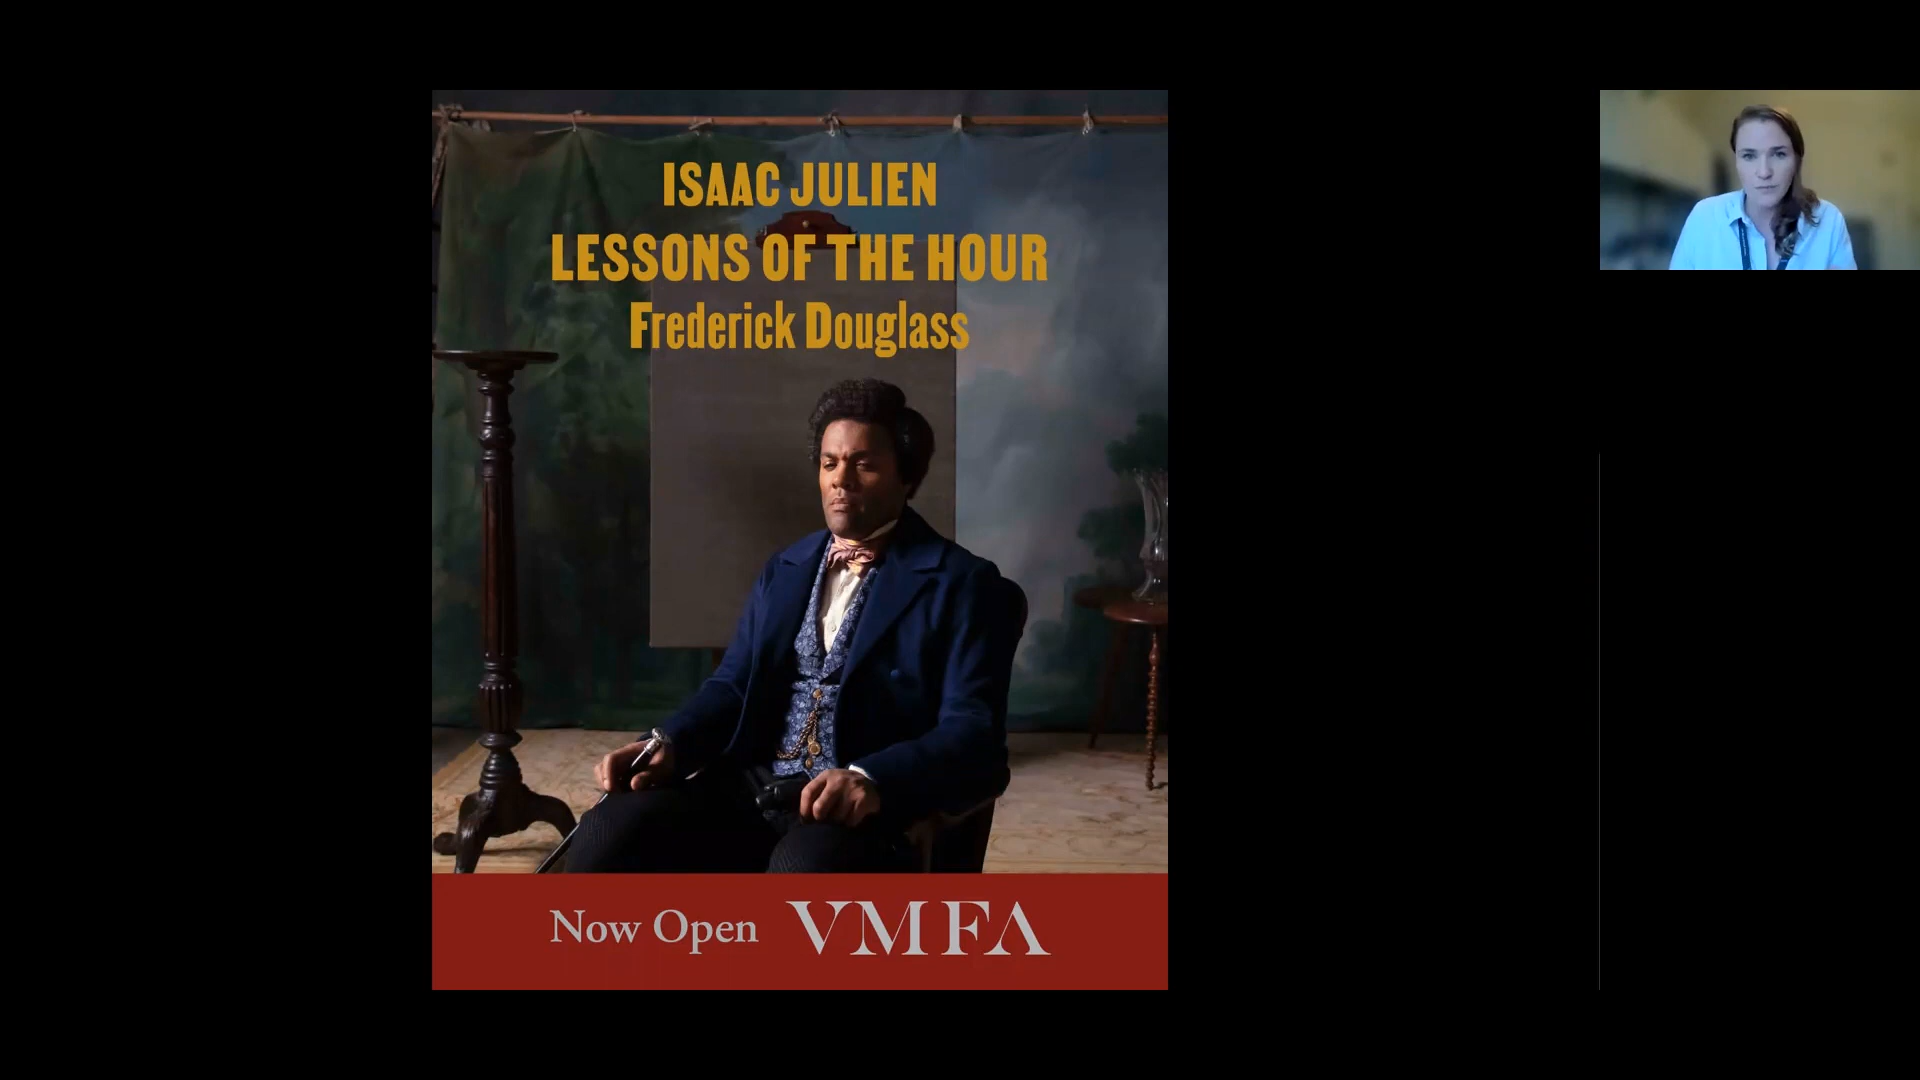 ISAAC JULIEN
LESSONS OF THE HOUR
Frederick Douglass
Now Open VMFA